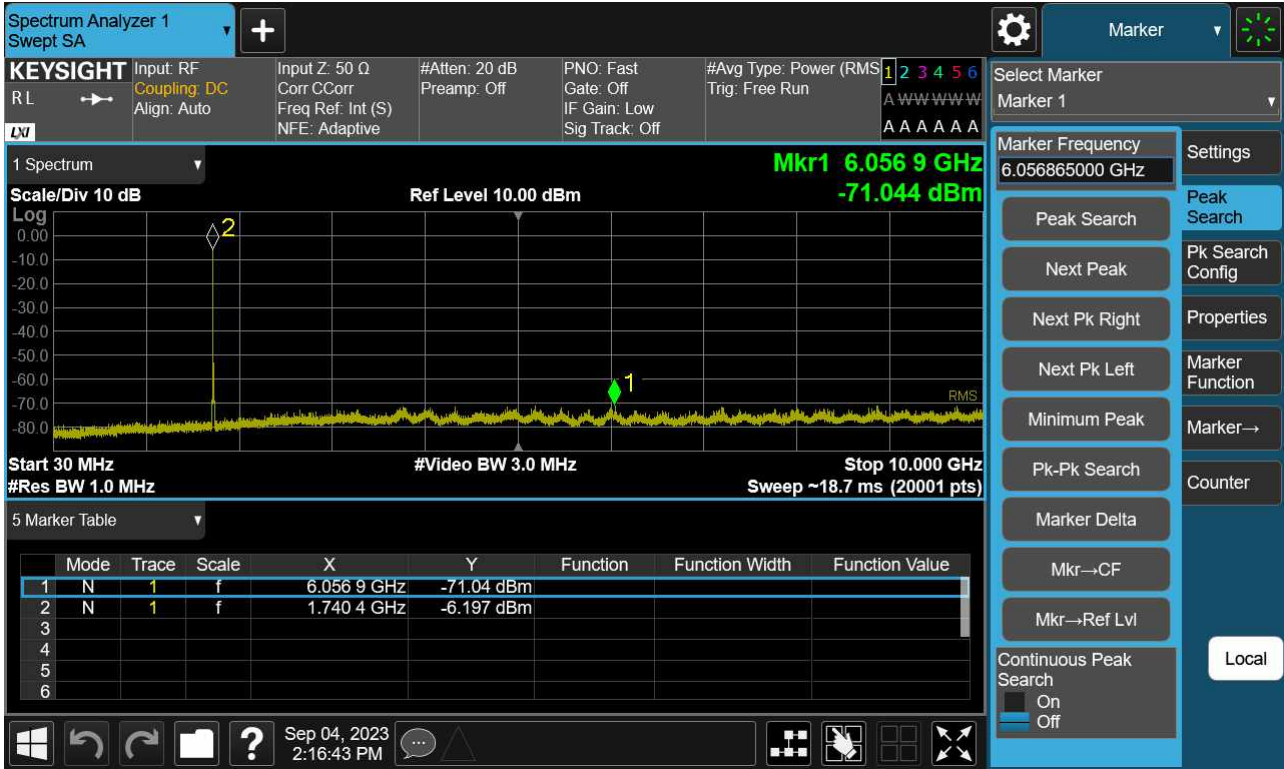 Spectrum Analyzer 1
Swept SA
+
Marker
KEYSIGHT
RL
LXI
Input: RF
Coupling: DC
Align: Auto
Input Z: 50 Ω
Corr CCorr
Freq Ref: Int (S)
NFE: Adaptive
#Atten: 20 dB
Preamp: Off
PNO: Fast
Gate: Off
IF Gain: Low
Sig Track: Off
#Avg Type: Power (RMS
Trig: Free Run
1 2 3 4 5 6
A W W W W W
A A A A A A
Select Marker
Marker 1
1 Spectrum
Mkr1 6.056 9 GHz
Scale/Div 10 dB
Ref Level 10.00 dBm
-71.044 dBm
Log
0.00
-10.0
-20.0
-30.0
-40.0
-50.0
-60.0
-70.0
-80.0
2
1
RMS
Start 30 MHz
#Video BW 3.0 MHz
Stop 10.000 GHz
#Res BW 1.0 MHz
Sweep ~18.7 ms (20001 pts)
5 Marker Table
Mode Trace Scale X Y Function Function Width Function Value
1 N 1 f 6.056 9 GHz -71.04 dBm
2 N 1 f 1.740 4 GHz -6.197 dBm
3
4
5
6
Marker Frequency
6.056865000 GHz
Peak Search
Next Peak
Next Pk Right
Next Pk Left
Minimum Peak
Pk-Pk Search
Marker Delta
Mkr→CF
Mkr→Ref Lvl
Continuous Peak
Search
On
Off
Settings
Peak
Search
Pk Search
Config
Properties
Marker
Function
Marker→
Counter
Local
?
Sep 04, 2023
2:16:43 PM